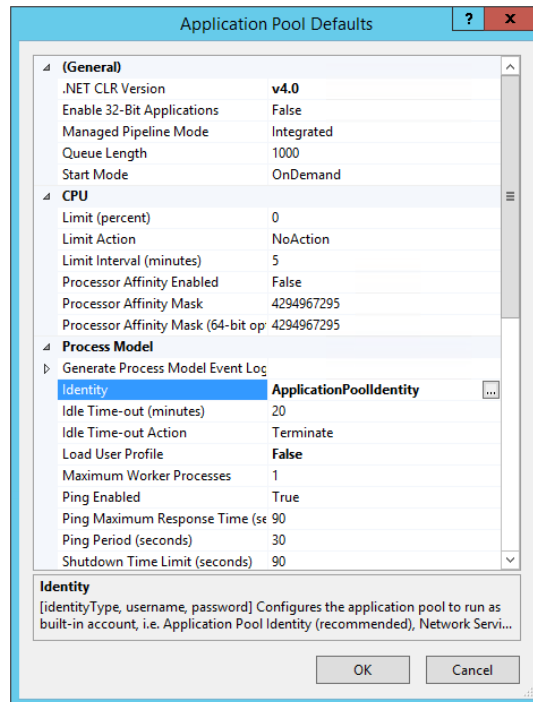 Application Pool Defaults
?
x
(General)
.NET CLR Version v4.0
Enable 32-Bit Applications False
Managed Pipeline Mode Integrated
Queue Length 1000
Start Mode OnDemand
CPU
Limit (percent) 0
Limit Action NoAction
Limit Interval (minutes) 5
Processor Affinity Enabled False
Processor Affinity Mask 4294967295
Processor Affinity Mask (64-bit op 4294967295
Process Model
Generate Process Model Event Log
Identity ApplicationPoolIdentity ...
Idle Time-out (minutes) 20
Idle Time-out Action Terminate
Load User Profile False
Maximum Worker Processes 1
Ping Enabled True
Ping Maximum Response Time (se 90
Ping Period (seconds) 30
Shutdown Time Limit (seconds) 90
Identity
[identityType, username, password] Configures the application pool to run as
built-in account, i.e. Application Pool Identity (recommended), Network Servi...
OK Cancel